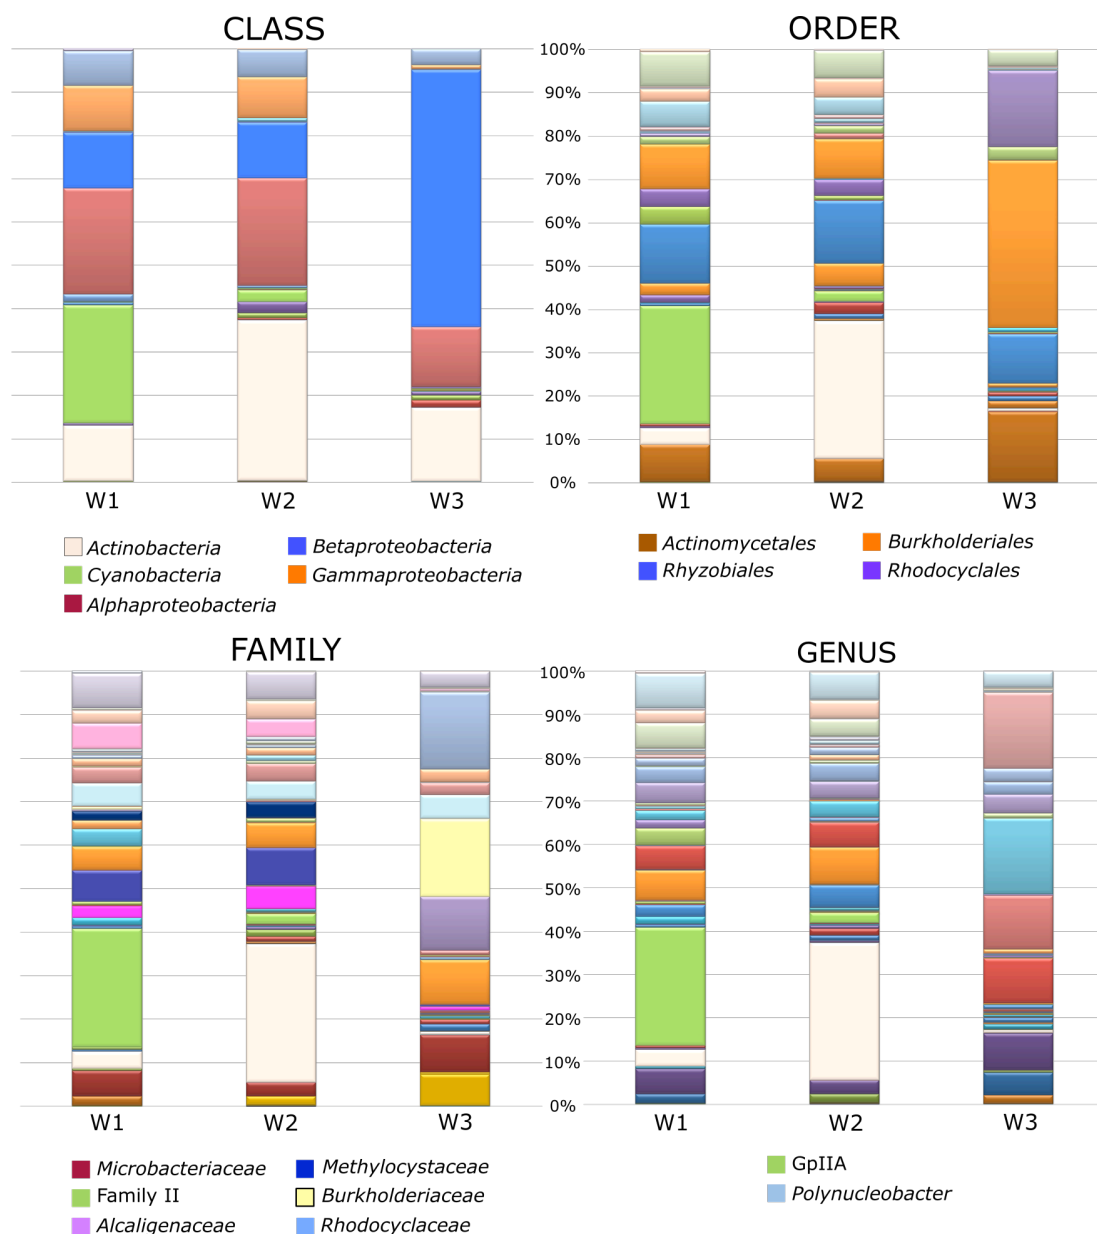 CLASS
ORDER
100%
90%
80%
70%
60%
50%
40%
30%
20%
10%
0%
W1 W2 W3
W1 W2 W3
Actinobacteria Betaproteobacteria
Cyanobacteria Gammaproteobacteria
Alphaproteobacteria
Actinomycetales Burkholderiales
Rhyzobiales Rhodocyclales
FAMILY
GENUS
100%
90%
80%
70%
60%
50%
40%
30%
20%
10%
0%
W1 W2 W3
W1 W2 W3
Microbacteriaceae Methylocystaceae
Family II Burkholderiaceae
Alcaligenaceae Rhodocyclaceae
GpIIA
Polynucleobacter